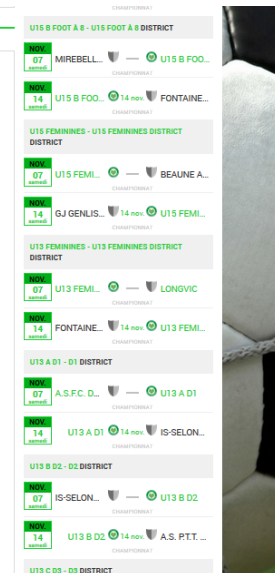 CHAMPIONNAT
U15 B FOOT À 8 - U15 FOOT À 8 DISTRICT
NOV.
07
samedi
MIREBELL... — U15 B FOO...
CHAMPIONNAT
NOV.
14
samedi
U15 B FOO... 14 nov. FONTAINE...
CHAMPIONNAT
U15 FEMININES - U15 FEMININES DISTRICT
DISTRICT
NOV.
07
samedi
U15 FEMI... — BEAUNE A...
CHAMPIONNAT
NOV.
14
samedi
GJ GENLIS... 14 nov. U15 FEMI...
CHAMPIONNAT
U13 FEMININES - U13 FEMININES DISTRICT
DISTRICT
NOV.
07
samedi
U13 FEMI... — LONGVIC
CHAMPIONNAT
NOV.
14
samedi
FONTAINE... 14 nov. U13 FEMI...
CHAMPIONNAT
U13 A D1 - D1 DISTRICT
NOV.
07
samedi
A.S.F.C. D... — U13 A D1
CHAMPIONNAT
NOV.
14
samedi
U13 A D1 14 nov. IS-SELON...
CHAMPIONNAT
U13 B D2 - D2 DISTRICT
NOV.
07
samedi
IS-SELON... — U13 B D2
CHAMPIONNAT
NOV.
14
samedi
U13 B D2 14 nov. A.S. P.T.T. ...
CHAMPIONNAT
U13 C D3 - D3 DISTRICT